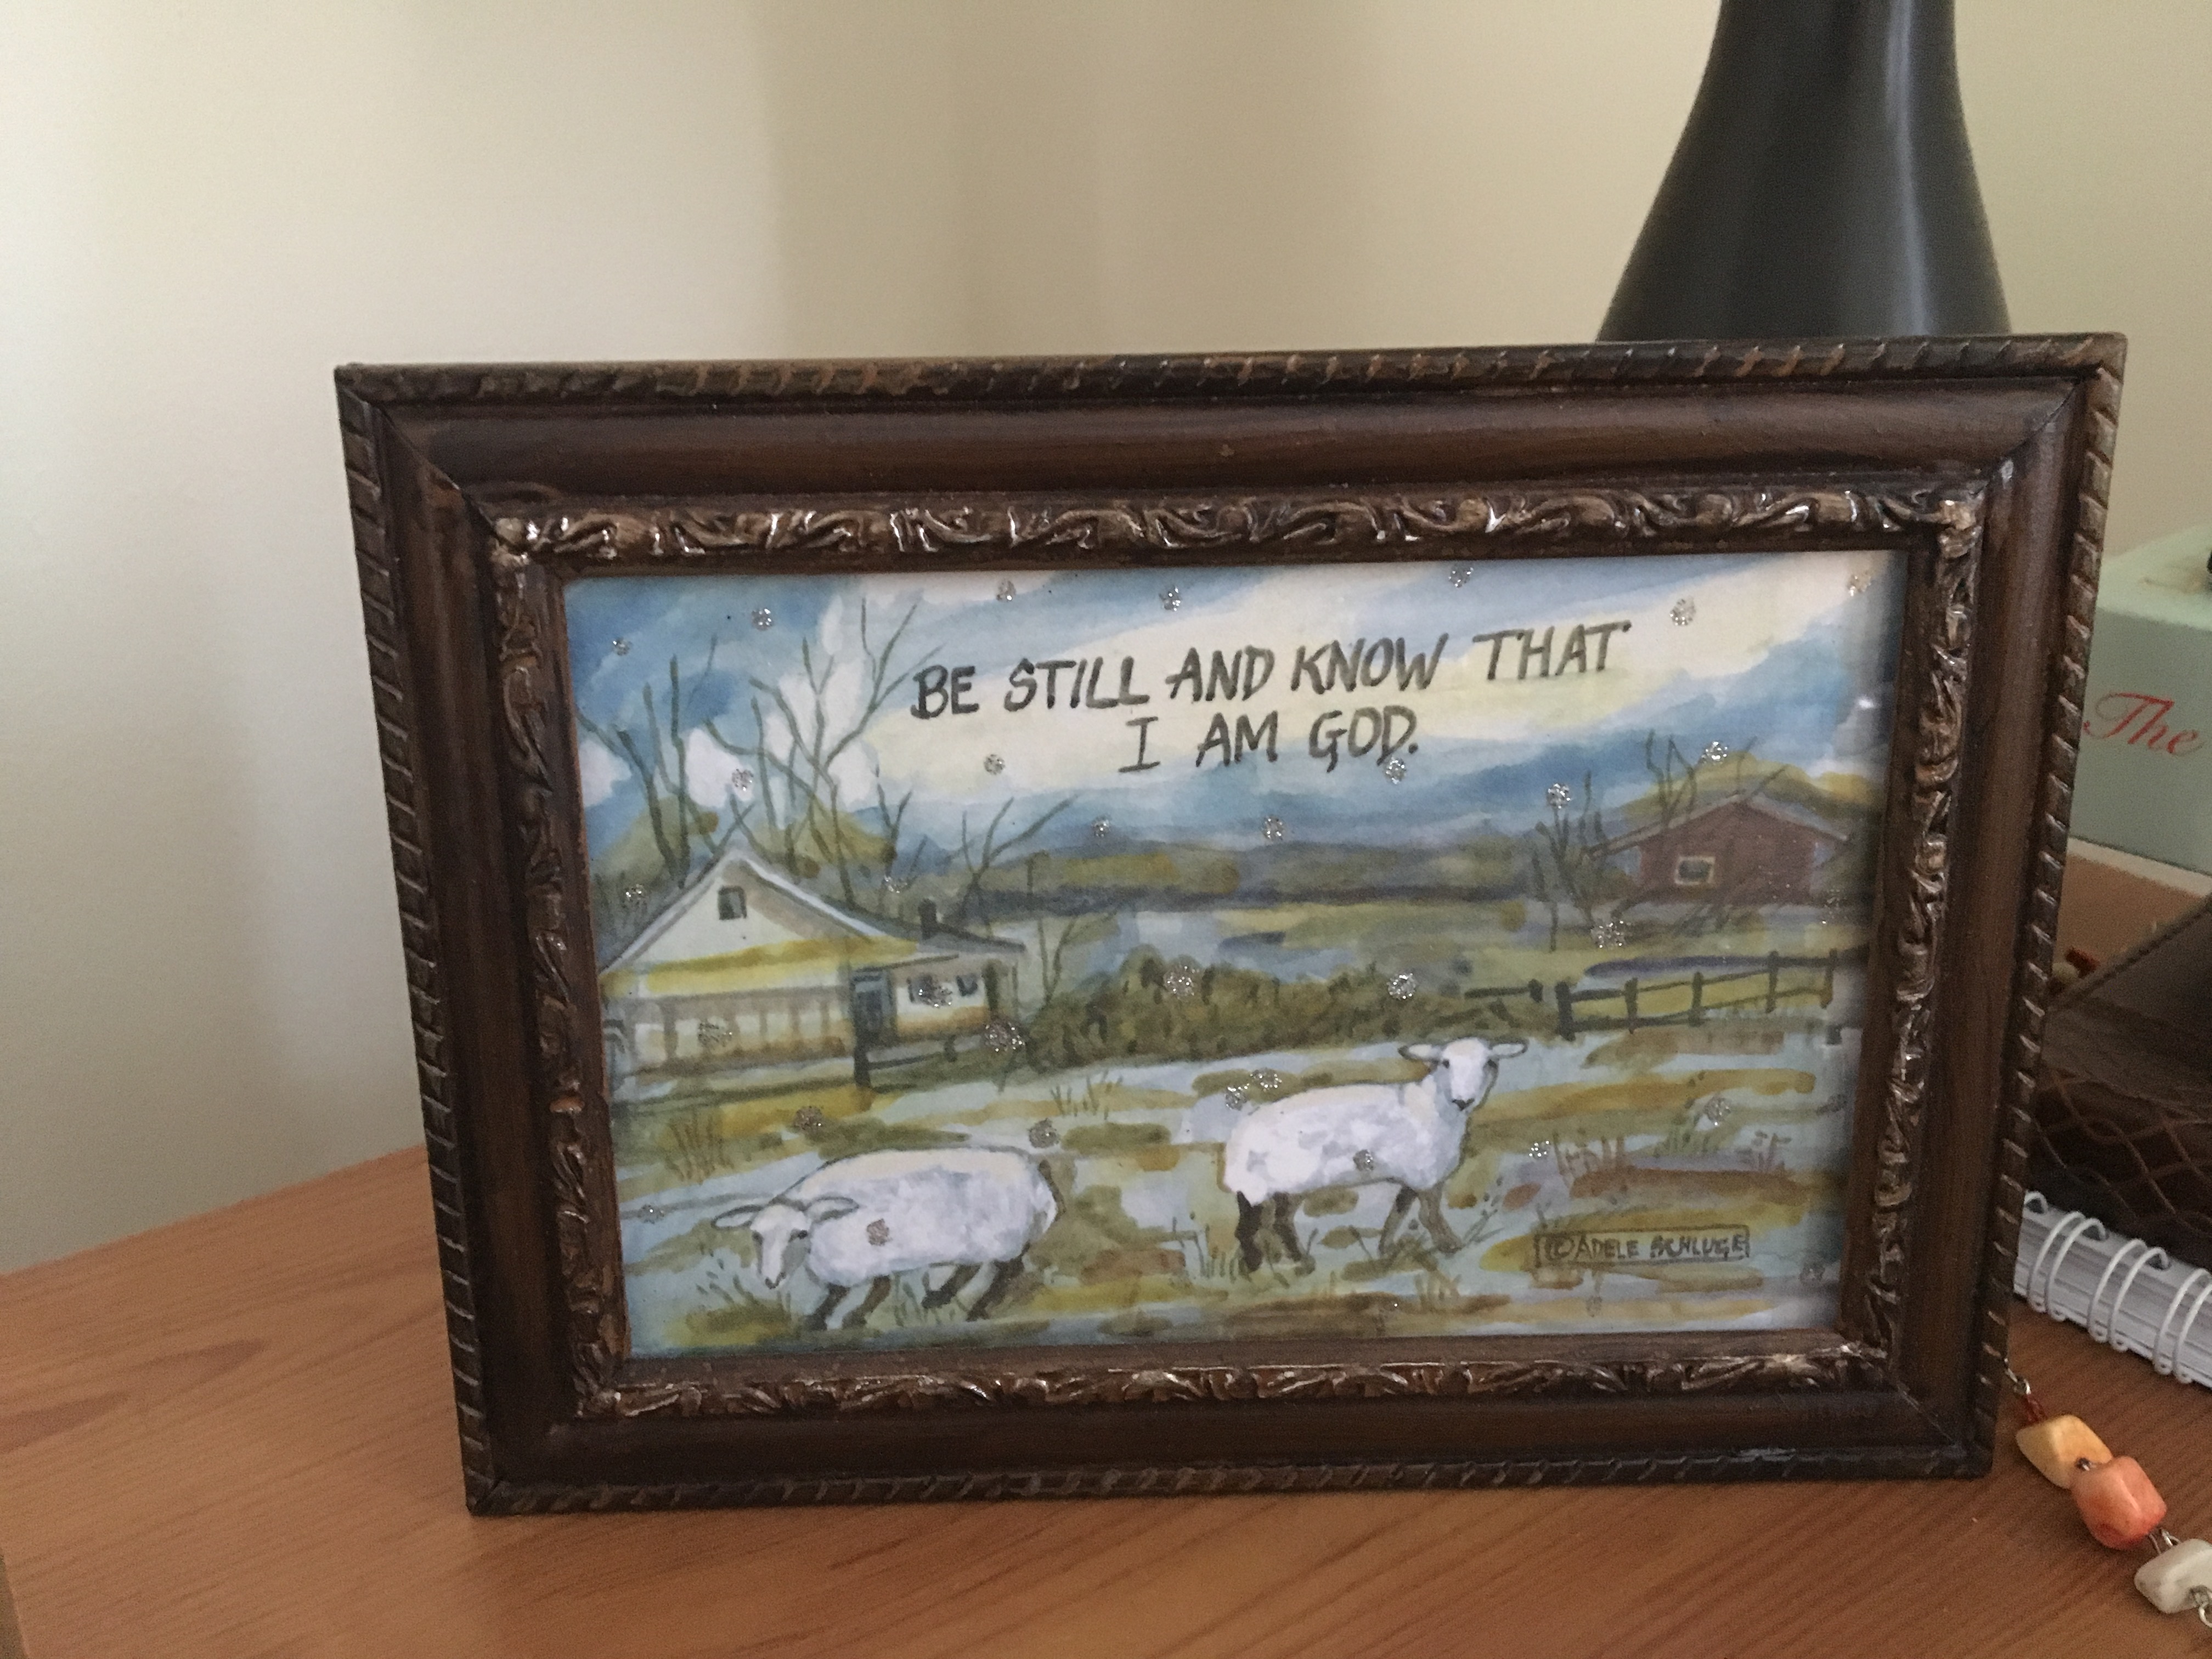 BE STILL AND KNOW THAT
I AM GOD.
© ADELE SCHLUGE
The